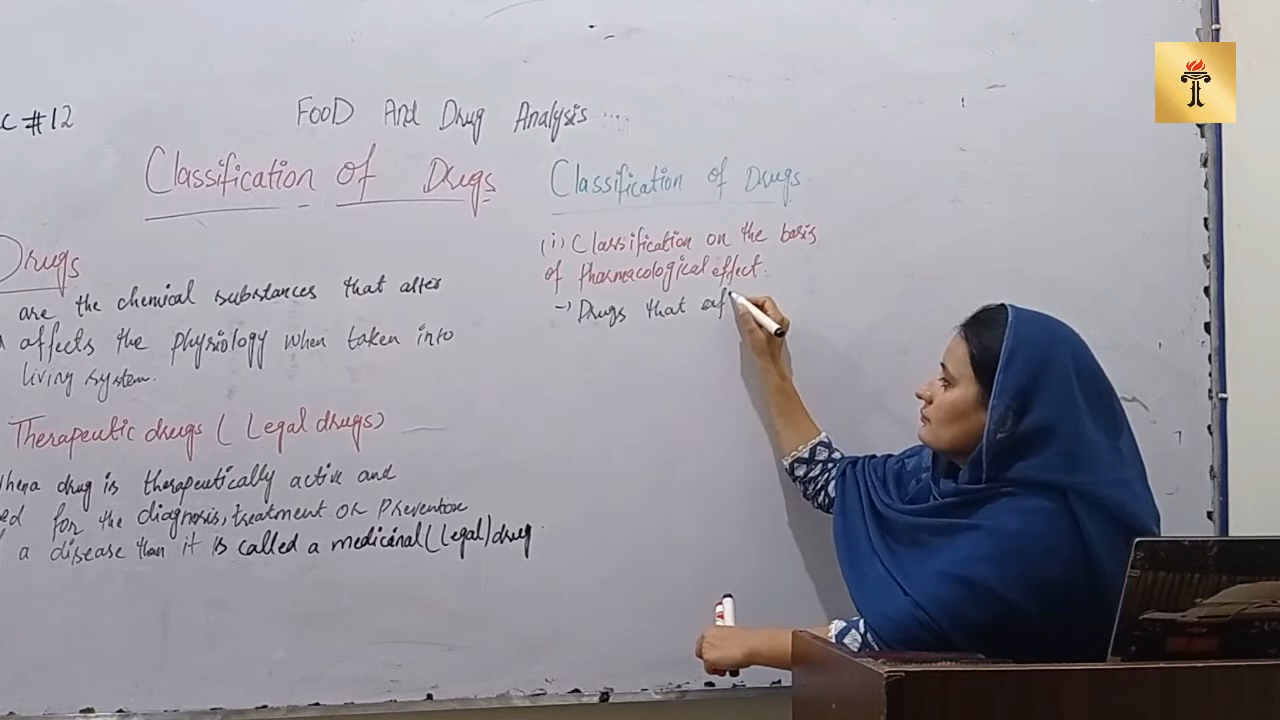 c #12
FooD And Drug Analysis....
Classification of Drugs
Drugs
are the chemical substances that alter
affects the physiology when taken into
living system.
Therapeutic drugs ( Legal drugs)
when a drug is therapeutically active and
ed for the diagnosis, treatment or Prevention
a disease than it is called a medicinal (Legal) drug.
Classification of Drugs.
(i) Classification on the basis
of Pharmacological effect.
→ Drugs that af